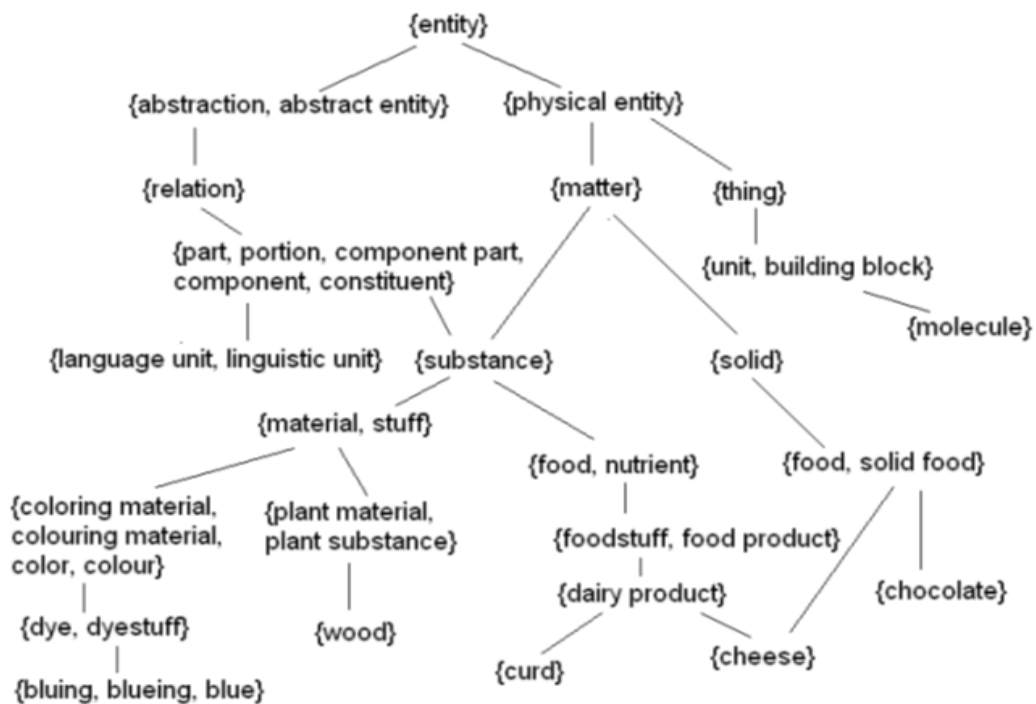 {entity}
{abstraction, abstract entity}
{physical entity}
{relation}
{matter}
{thing}
{part, portion, component part,
component, constituent}
{unit, building block}
{molecule}
{language unit, linguistic unit}
{substance}
{solid}
{material, stuff}
{food, nutrient}
{food, solid food}
{coloring material,
colouring material,
color, colour}
{plant material,
plant substance}
{foodstuff, food product}
{dairy product}
{chocolate}
{dye, dyestuff}
{wood}
{curd}
{cheese}
{bluing, blueing, blue}